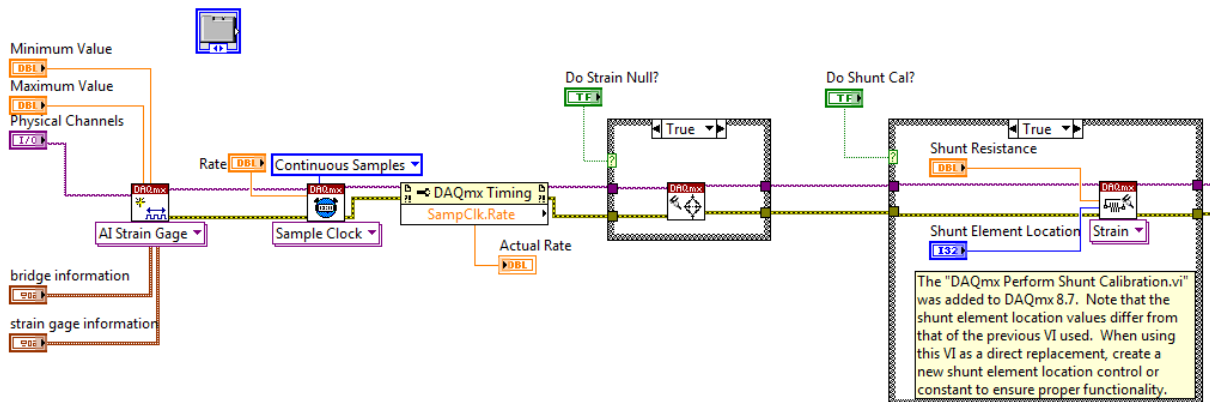 Minimum Value
DBL
Maximum Value
DBL
Physical Channels
I/O
Rate
DBL
Continuous Samples
DAQmx
AI Strain Gage
DAQmx
Sample Clock
DAQmx Timing
SampClk.Rate
Actual Rate
DBL
bridge information
strain gage information
Do Strain Null?
TF
True
?
DAQmx
Do Shunt Cal?
TF
True
?
Shunt Resistance
DBL
DAQmx
Strain
Shunt Element Location
I32
The "DAQmx Perform Shunt Calibration.vi"
was added to DAQmx 8.7. Note that the
shunt element location values differ from
that of the previous VI used. When using
this VI as a direct replacement, create a
new shunt element location control or
constant to ensure proper functionality.